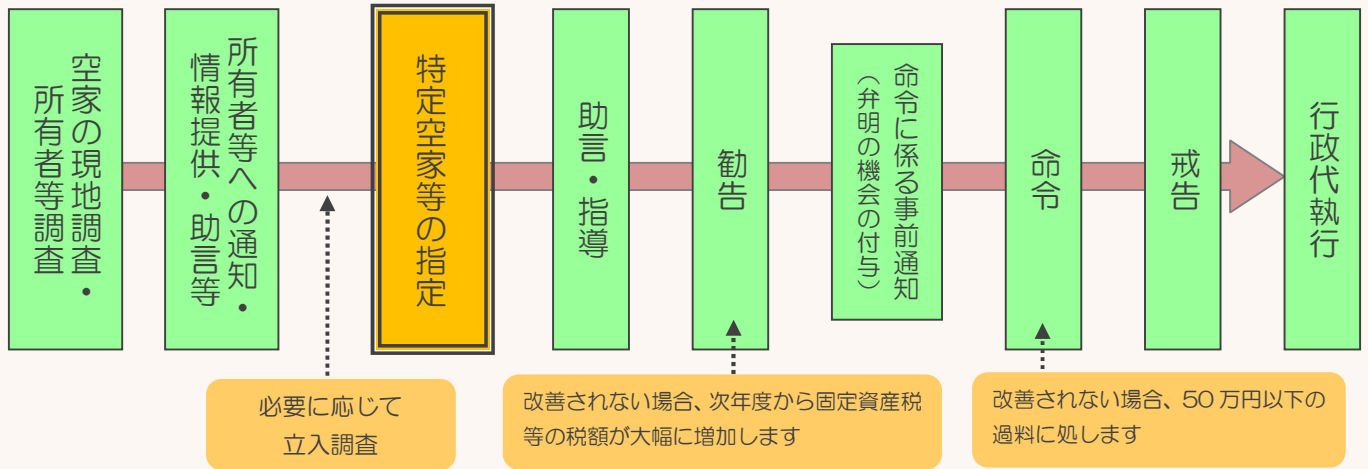 空家の現地調査・
所有者等調査
所有者等への通知・
情報提供・助言等
特定空家等の指定
助言・指導
勧告
命令に係る事前通知
（弁明の機会の付与）
命令
戒告
行政代執行
必要に応じて
立入調査
改善されない場合、次年度から固定資産税
等の税額が大幅に増加します
改善されない場合、50万円以下の
過料に処します